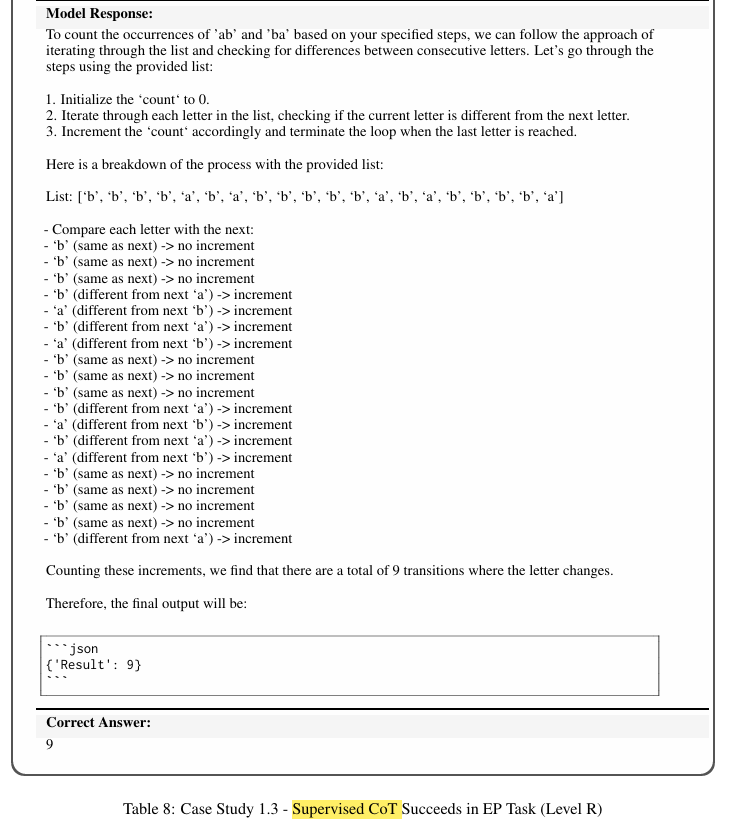 Model Response:
To count the occurrences of ’ab’ and ’ba’ based on your specified steps, we can follow the approach of
iterating through the list and checking for differences between consecutive letters. Let’s go through the
steps using the provided list:
1. Initialize the ‘count‘ to 0.
2. Iterate through each letter in the list, checking if the current letter is different from the next letter.
3. Increment the ‘count‘ accordingly and terminate the loop when the last letter is reached.
Here is a breakdown of the process with the provided list:
List: [‘b’, ‘b’, ‘b’, ‘b’, ‘a’, ‘b’, ‘a’, ‘b’, ‘b’, ‘b’, ‘b’, ‘b’, ‘a’, ‘b’, ‘a’, ‘b’, ‘b’, ‘b’, ‘b’, ‘a’]
- Compare each letter with the next:
- ‘b’ (same as next) -> no increment
- ‘b’ (same as next) -> no increment
- ‘b’ (same as next) -> no increment
- ‘b’ (different from next ‘a’) -> increment
- ‘a’ (different from next ‘b’) -> increment
- ‘b’ (different from next ‘a’) -> increment
- ‘a’ (different from next ‘b’) -> increment
- ‘b’ (same as next) -> no increment
- ‘b’ (same as next) -> no increment
- ‘b’ (same as next) -> no increment
- ‘b’ (different from next ‘a’) -> increment
- ‘a’ (different from next ‘b’) -> increment
- ‘b’ (different from next ‘a’) -> increment
- ‘a’ (different from next ‘b’) -> increment
- ‘b’ (same as next) -> no increment
- ‘b’ (same as next) -> no increment
- ‘b’ (same as next) -> no increment
- ‘b’ (same as next) -> no increment
- ‘b’ (different from next ‘a’) -> increment
Counting these increments, we find that there are a total of 9 transitions where the letter changes.
Therefore, the final output will be:
```json
{'Result': 9}
```
Correct Answer:
9
Table 8: Case Study 1.3 - Supervised CoT Succeeds in EP Task (Level R)